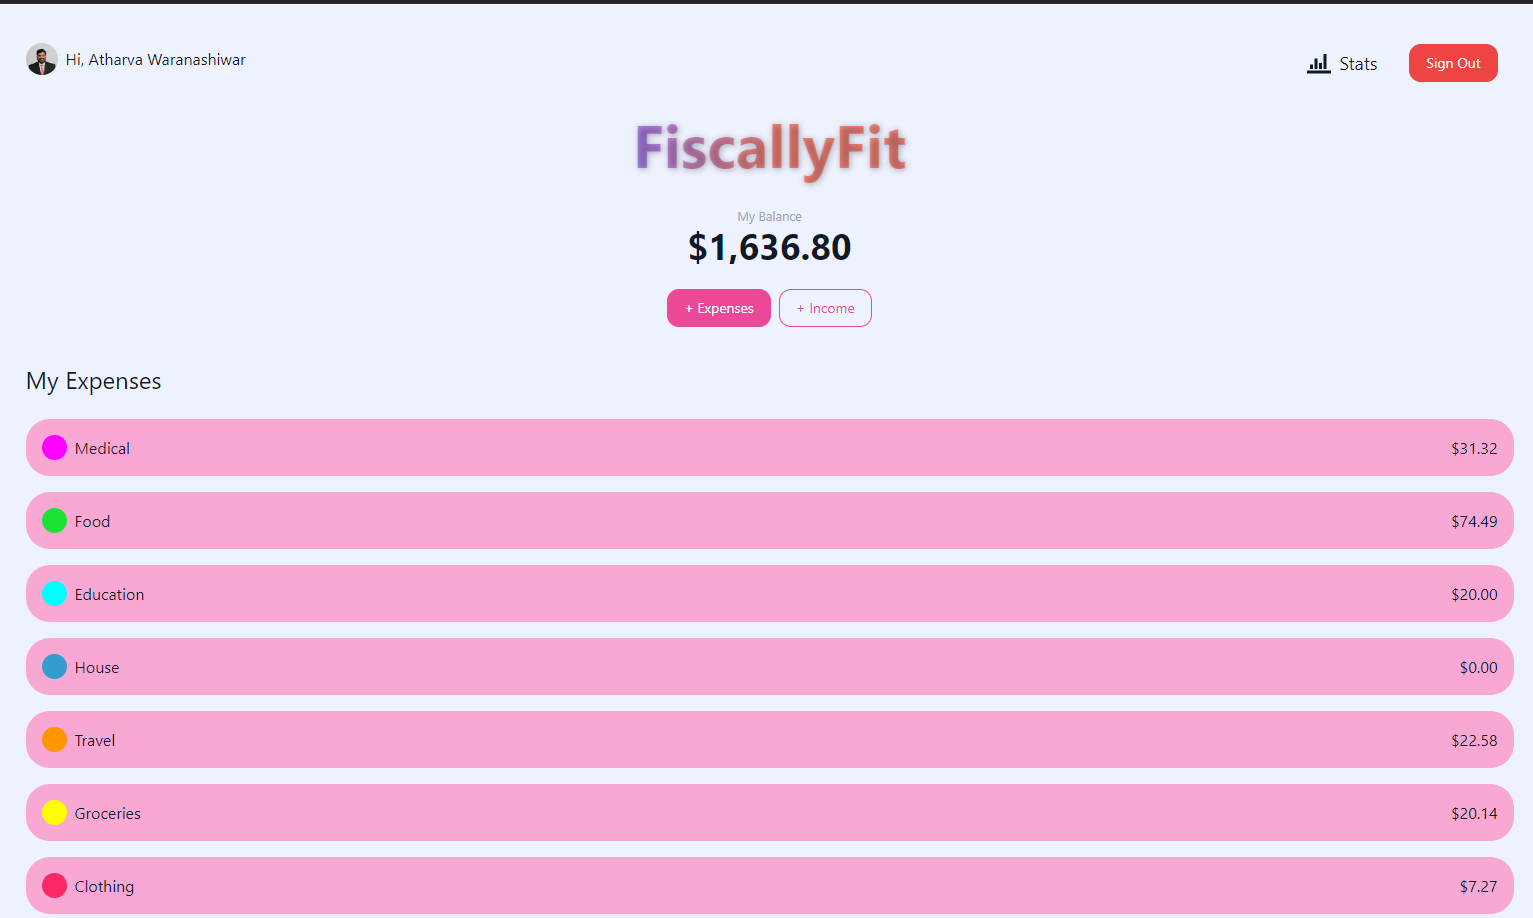 Hi, Atharva Waranashiwar
Stats
Sign Out
FiscallyFit
My Balance
$1,636.80
+ Expenses
+ Income
My Expenses
Medical $31.32
Food $74.49
Education $20.00
House $0.00
Travel $22.58
Groceries $20.14
Clothing $7.27